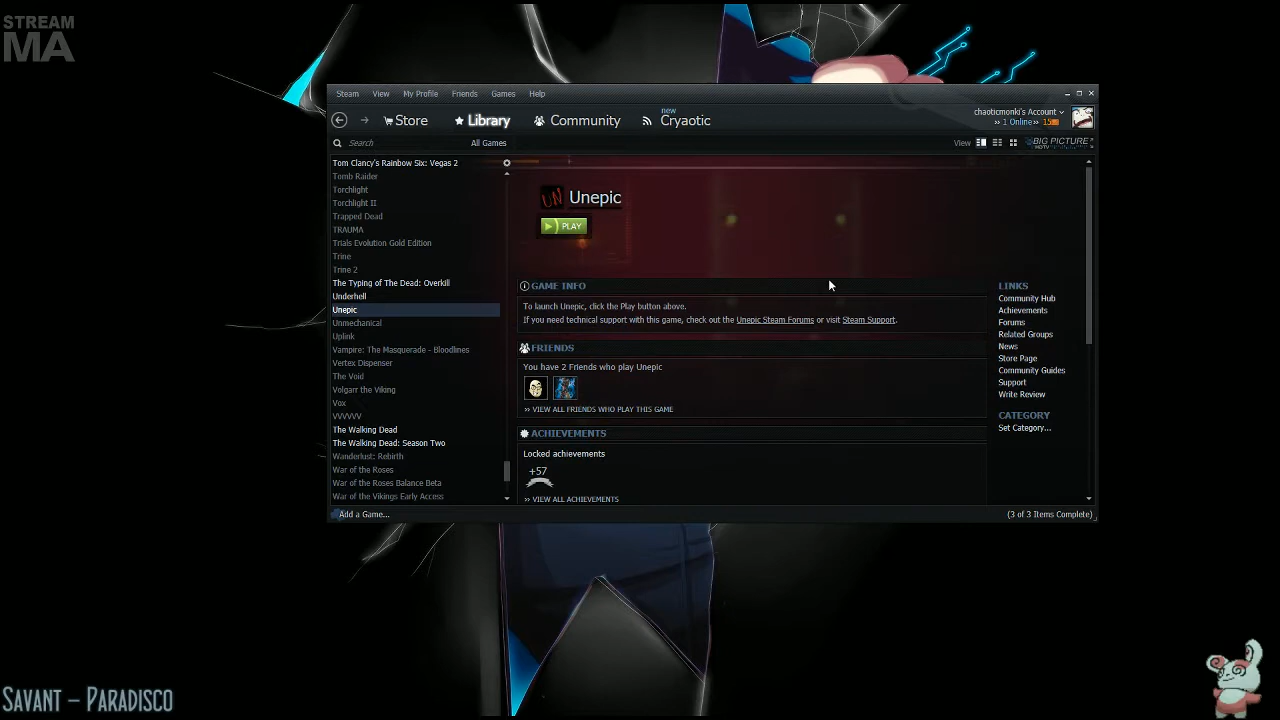 STREAM
MA
Steam View My Profile Friends Games Help
chaoticmonki's Account
Store Library Community new Cryaotic
1 Online
Search All Games View BIG PICTURE
Tom Clancy's Rainbow Six: Vegas 2
Tomb Raider
Torchlight
Torchlight II
Trapped Dead
TRAUMA
Trials Evolution Gold Edition
Trine
Trine 2
The Typing of The Dead: Overkill
Underhell
Unepic
Unmechanical
Uplink
Vampire: The Masquerade - Bloodlines
Vertex Dispenser
The Void
Volgarr the Viking
Vox
VVVVVV
The Walking Dead
The Walking Dead: Season Two
Wanderlust: Rebirth
War of the Roses
War of the Roses Balance Beta
War of the Vikings Early Access
Add a Game...
UN Unepic
PLAY
GAME INFO
To launch Unepic, click the Play button above.
If you need technical support with this game, check out the Unepic Steam Forums or visit Steam Support.
FRIENDS
You have 2 Friends who play Unepic
›› VIEW ALL FRIENDS WHO PLAY THIS GAME
ACHIEVEMENTS
Locked achievements
+57
›› VIEW ALL ACHIEVEMENTS
LINKS
Community Hub
Achievements
Forums
Related Groups
News
Store Page
Community Guides
Support
Write Review
CATEGORY
Set Category...
(3 of 3 Items Complete)
SAVANT – PARADISCO